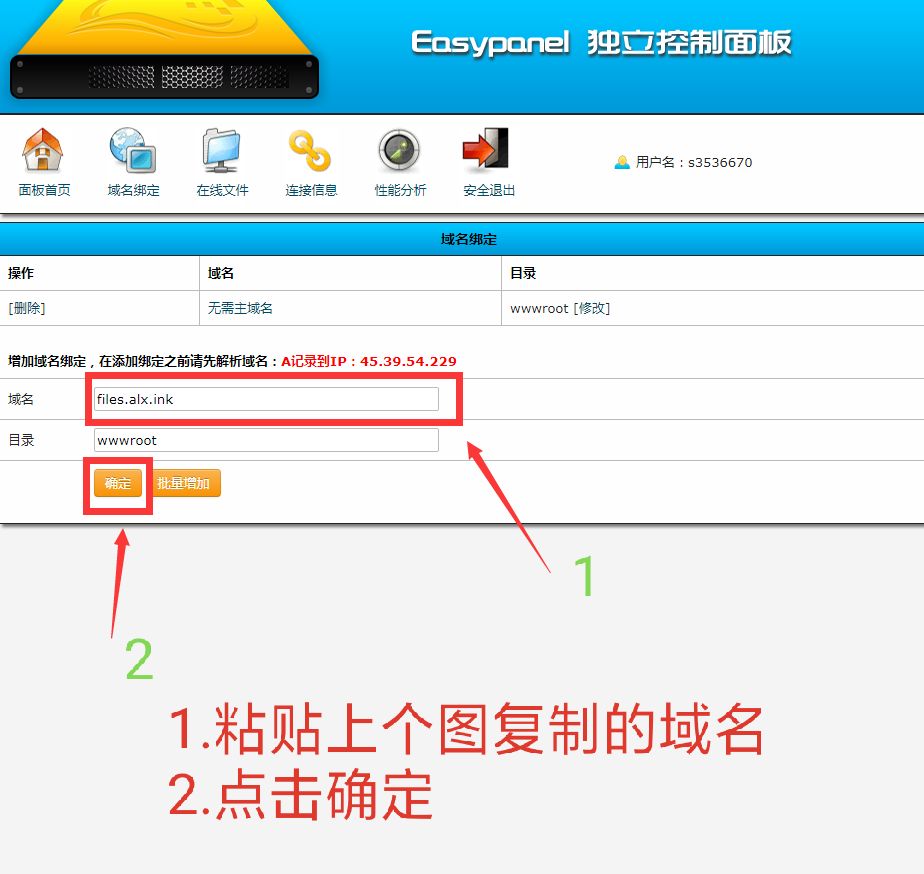 Easypanel 独立控制面板
面板首页 域名绑定 在线文件 连接信息 性能分析 安全退出 用户名：s3536670
域名绑定
操作 域名 目录
[删除] 无需主域名 wwwroot [修改]
增加域名绑定，在添加绑定之前请先解析域名：A记录到IP：45.39.54.229
域名 files.alx.ink
目录 wwwroot
确定 批量增加
1
2
1.粘贴上个图复制的域名
2.点击确定